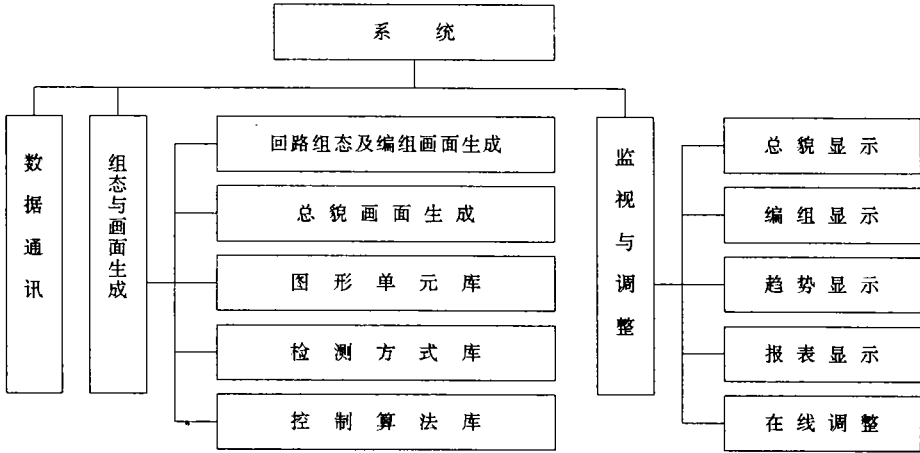 系统
数据通讯
组态与画面生成
回路组态及编组画面生成
总貌画面生成
图形单元库
检测方式库
控制算法库
监视与调整
总貌显示
编组显示
趋势显示
报表显示
在线调整